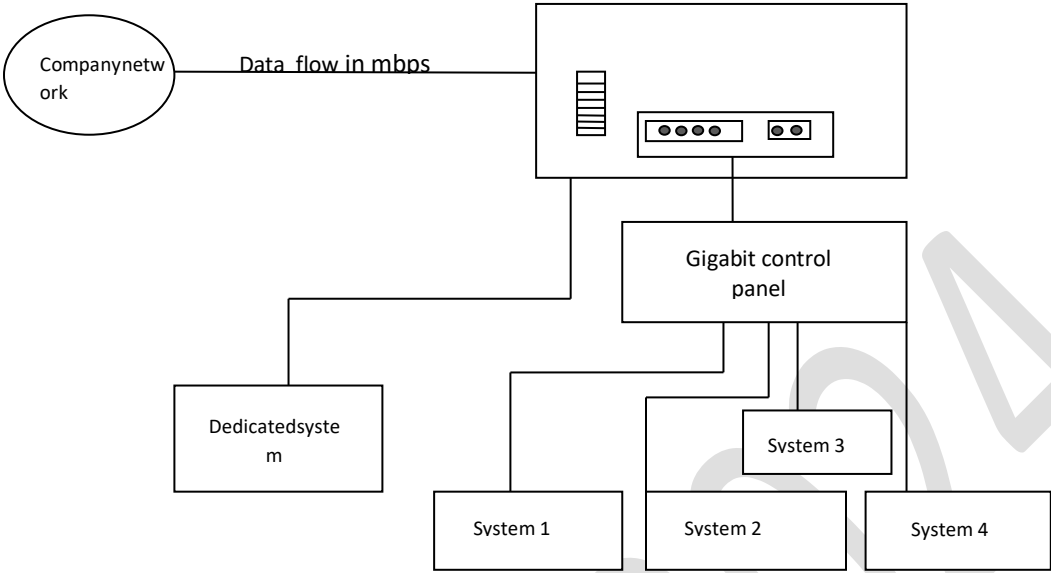 Companynetw
ork
Data flow in mbps
Gigabit control
panel
Dedicatedsyste
m
System 3
System 1
System 2
System 4